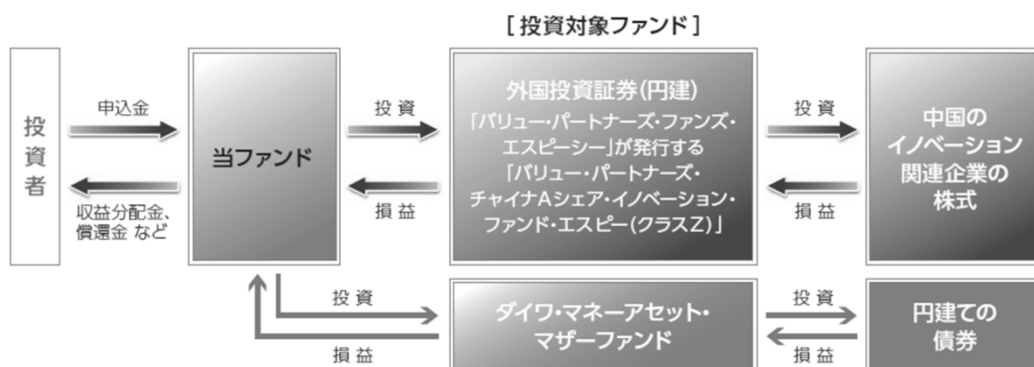 ［投資対象ファンド］
投資者
申込金
収益分配金、
償還金 など
当ファンド
投資
損益
外国投資証券(円建)
「バリュー・パートナーズ・ファンズ・
エスピーシー」が発行する
「バリュー・パートナーズ・
チャイナAシェア・イノベーション・
ファンド・エスピー(クラスZ)」
投資
損益
中国の
イノベーション
関連企業の
株式
投資
損益
ダイワ・マネーアセット・
マザーファンド
投資
損益
円建ての
債券